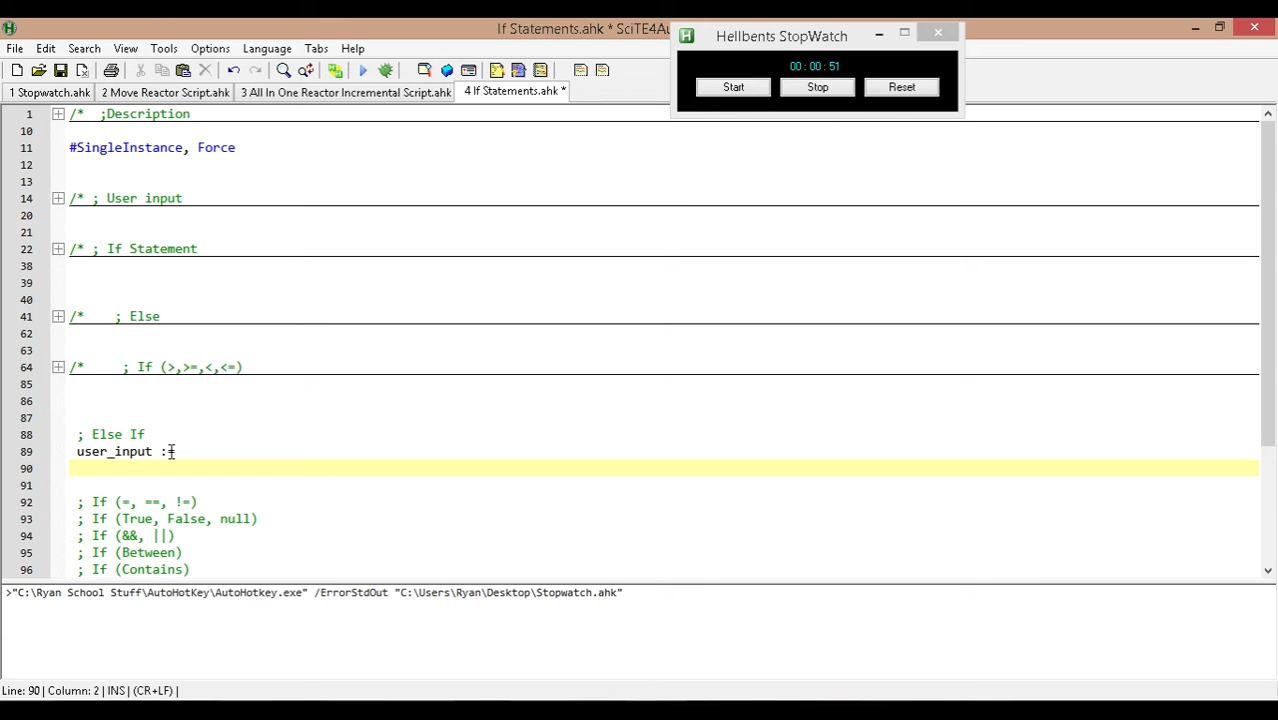 If Statements.ahk * SciTE4Au
Hellbents StopWatch
File Edit Search View Tools Options Language Tabs Help
00 : 00 : 51
Start Stop Reset
1 Stopwatch.ahk 2 Move Reactor Script.ahk 3 All In One Reactor Incremental Script.ahk 4 If Statements.ahk *
1 /* ;Description
10
11 #SingleInstance, Force
12
13
14 /* ; User input
20
21
22 /* ; If Statement
38
39
40
41 /* ; Else
62
63
64 /* ; If (>,>=,<,<=)
85
86
87
88 ; Else If
89 user_input :=
90
91
92 ; If (=, ==, !=)
93 ; If (True, False, null)
94 ; If (&&, ||)
95 ; If (Between)
96 ; If (Contains)
>"C:\Ryan School Stuff\AutoHotKey\AutoHotkey.exe" /ErrorStdOut "C:\Users\Ryan\Desktop\Stopwatch.ahk"
Line: 90 | Column: 2 | INS | (CR+LF) |